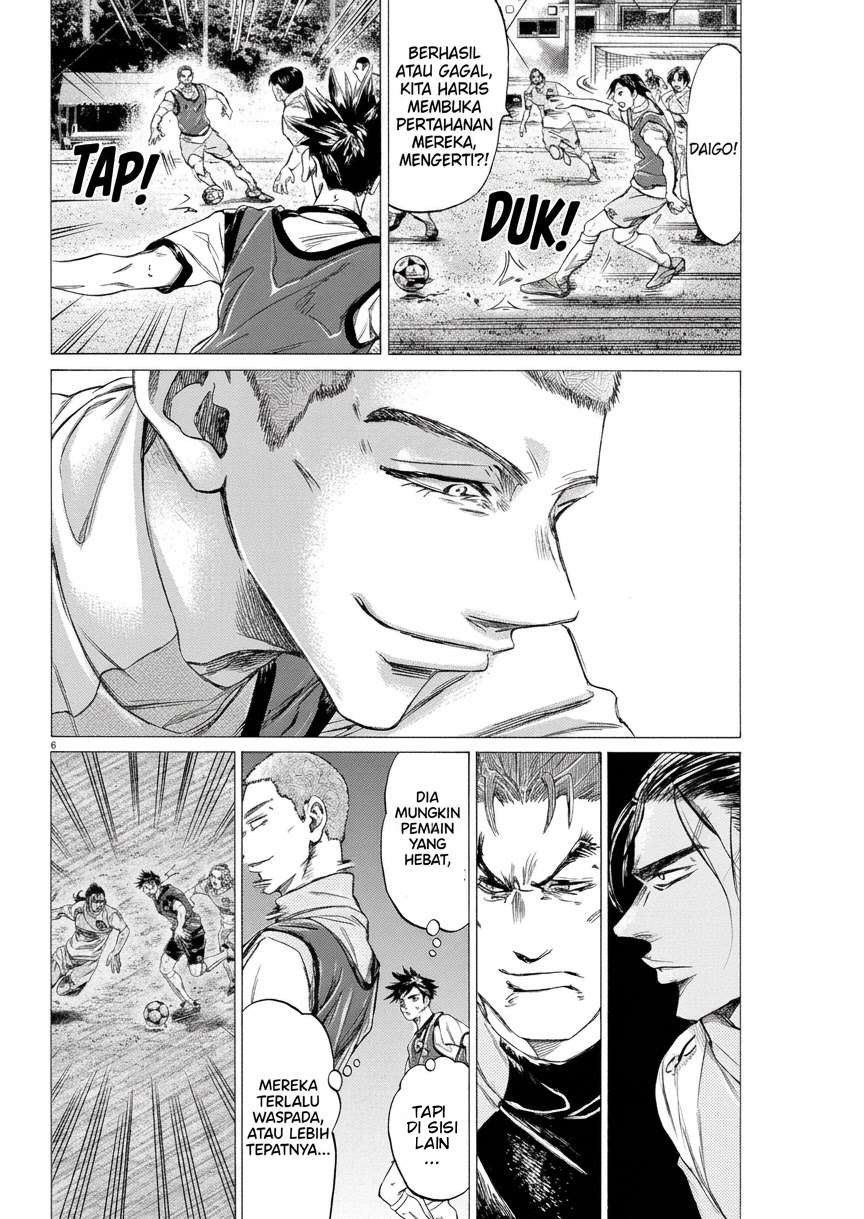 DAIGO!
BERHASIL
ATAU GAGAL,
KITA HARUS
MEMBUKA
PERTAHANAN
MEREKA,
MENGERTI?!
DUK!
TAP!
6
DIA
MUNGKIN
PEMAIN
YANG
HEBAT,
TAPI
DI SISI
LAIN
...
MEREKA
TERLALU
WASPADA,
ATAU LEBIH
TEPATNYA...